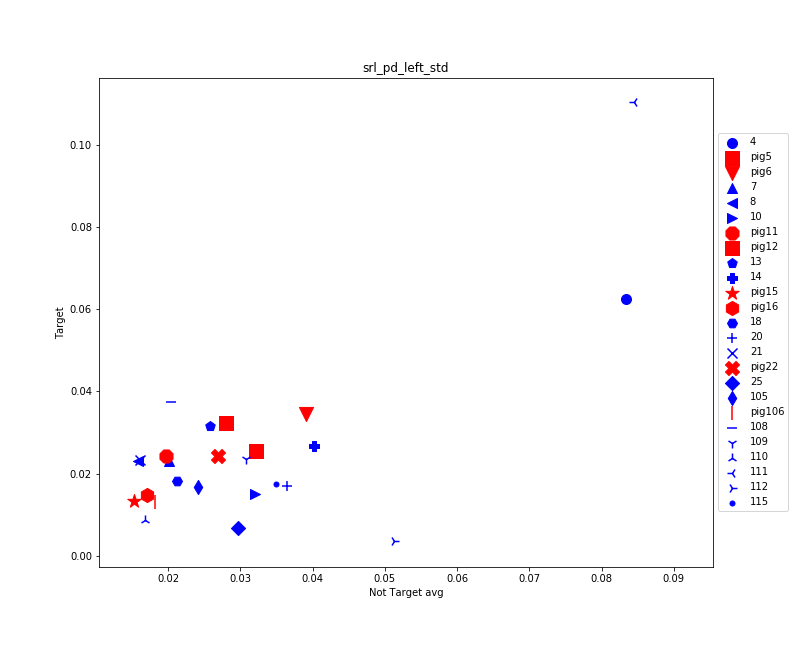 srl_pd_left_std
Target
0.10
0.08
0.06
0.04
0.02
0.00
0.02 0.03 0.04 0.05 0.06 0.07 0.08 0.09
Not Target avg
4
pig5
pig6
7
8
10
pig11
pig12
13
14
pig15
pig16
18
20
21
pig22
25
105
pig106
108
109
110
111
112
115